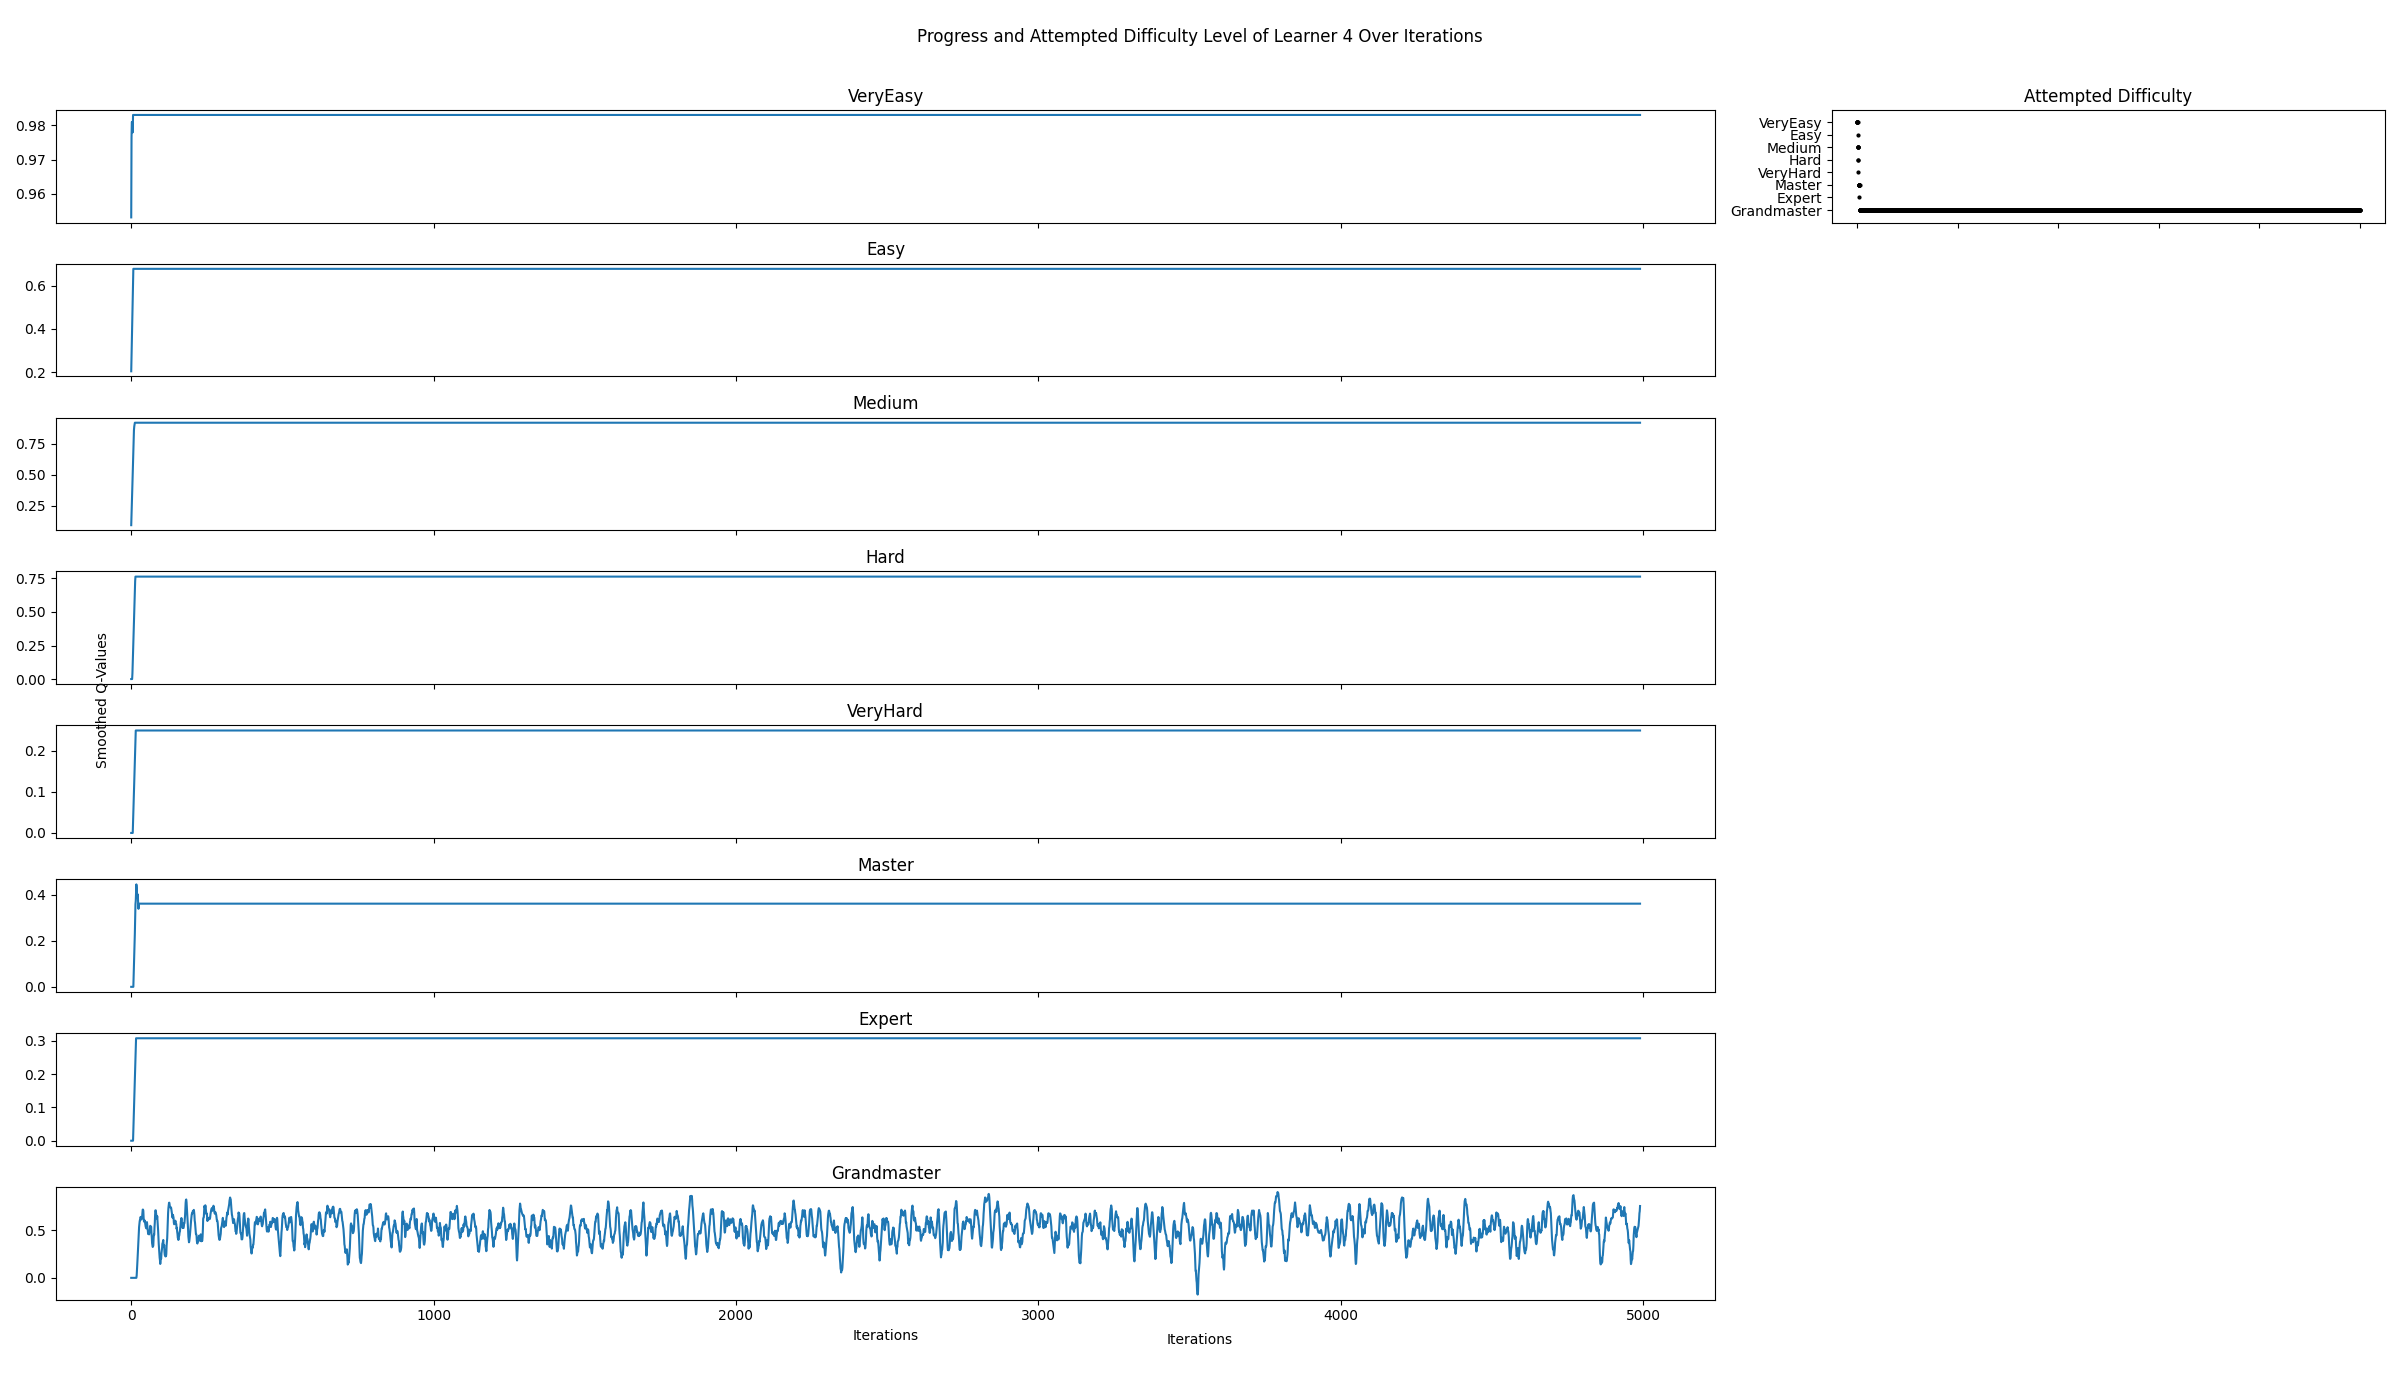 Progress and Attempted Difficulty Level of Learner 4 Over Iterations
VeryEasy
0.98
0.97
0.96
Attempted Difficulty
VeryEasy
Easy
Medium
Hard
VeryHard
Master
Expert
Grandmaster
Easy
0.6
0.4
0.2
Medium
0.75
0.50
0.25
Hard
0.75
0.50
0.25
0.00
Smoothed Q-Values
VeryHard
0.2
0.1
0.0
Master
0.4
0.2
0.0
Expert
0.3
0.2
0.1
0.0
Grandmaster
0.5
0.0
0 1000 2000 3000 4000 5000
Iterations
Iterations